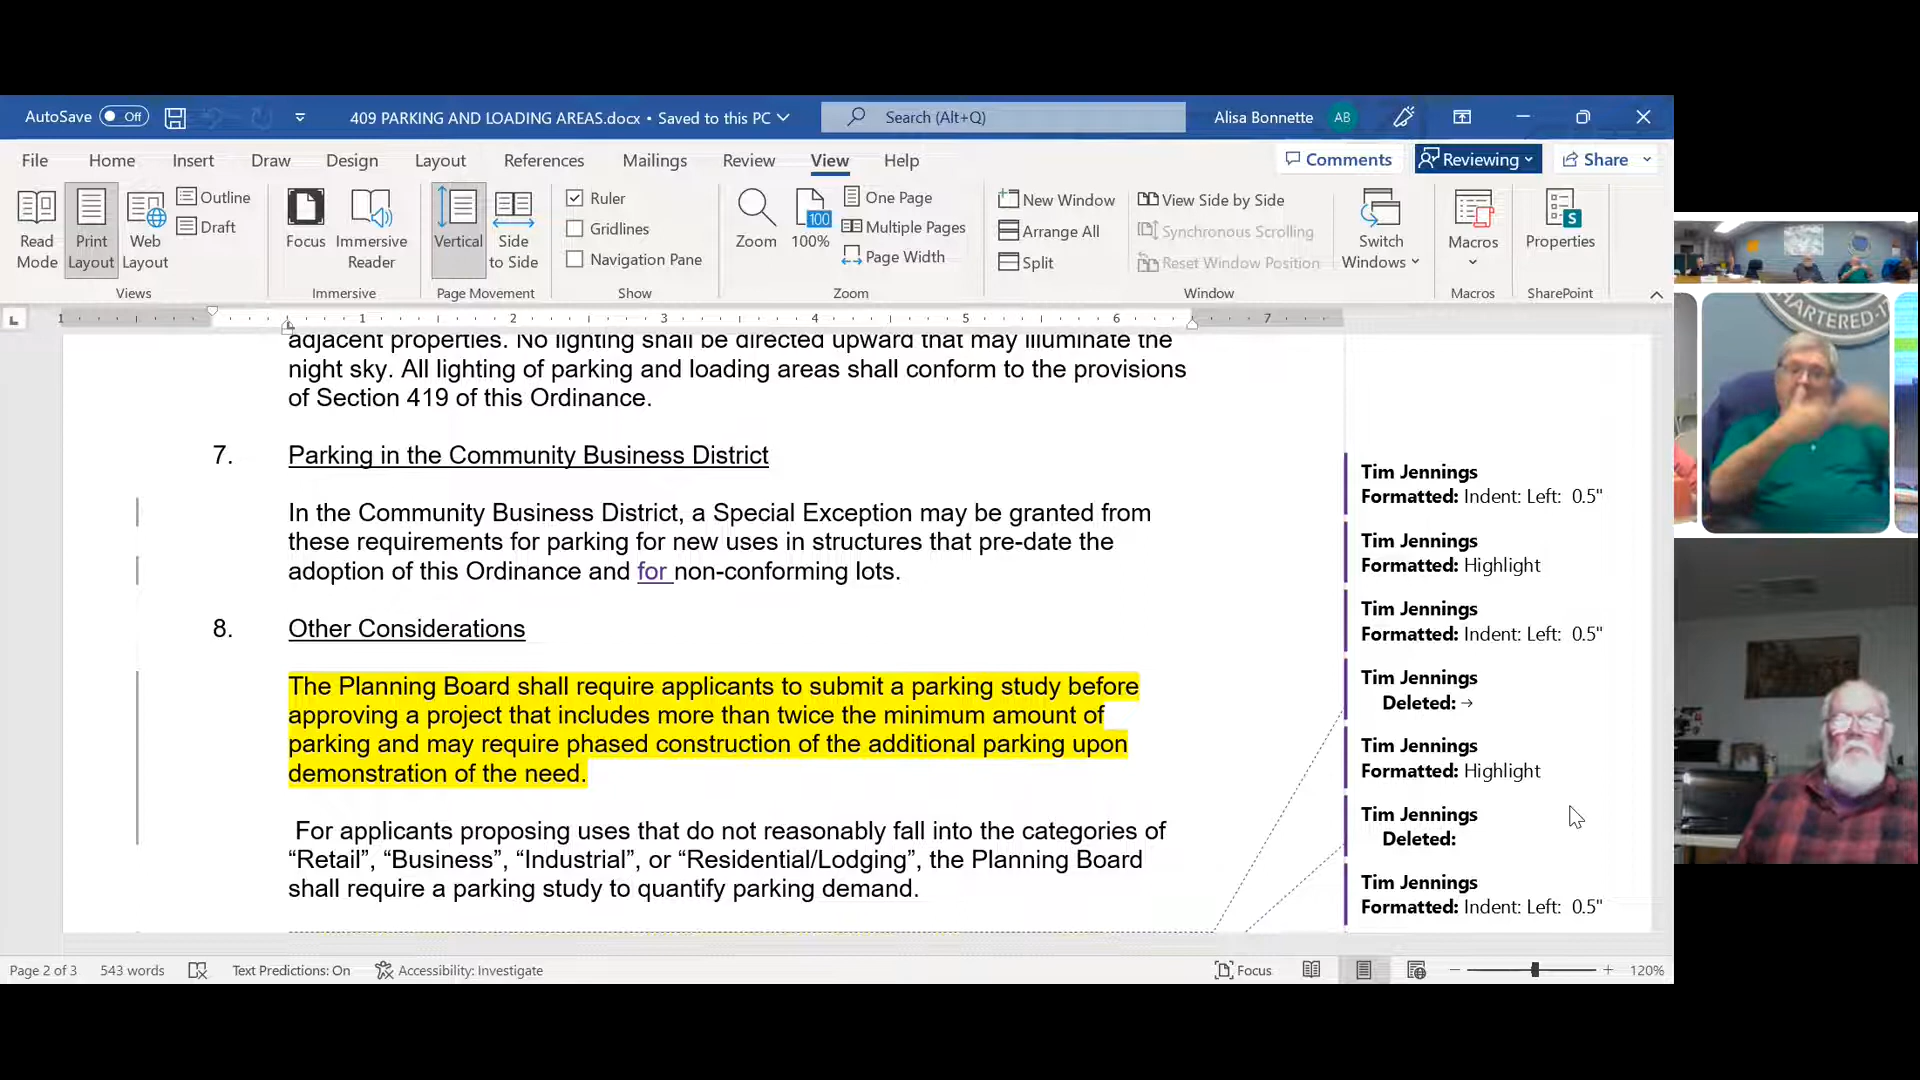 AutoSave Off
409 PARKING AND LOADING AREAS.docx • Saved to this PC
Search (Alt+Q)
Alisa Bonnette AB
File Home Insert Draw Design Layout References Mailings Review View Help
Comments Reviewing Share
Read Mode
Print Layout
Web Layout
Outline
Draft
Views
Focus
Immersive Reader
Immersive
Vertical
Side to Side
Page Movement
Ruler
Gridlines
Navigation Pane
Show
Zoom
100
100%
One Page
Multiple Pages
Page Width
Zoom
New Window
Arrange All
Split
View Side by Side
Synchronous Scrolling
Reset Window Position
Window
Switch Windows
Macros
Macros
S
Properties
SharePoint
L
1 1 2 3 4 5 6 7
adjacent properties. No lighting shall be directed upward that may illuminate the
night sky. All lighting of parking and loading areas shall conform to the provisions
of Section 419 of this Ordinance.
7. Parking in the Community Business District
In the Community Business District, a Special Exception may be granted from
these requirements for parking for new uses in structures that pre-date the
adoption of this Ordinance and for non-conforming lots.
8. Other Considerations
The Planning Board shall require applicants to submit a parking study before
approving a project that includes more than twice the minimum amount of
parking and may require phased construction of the additional parking upon
demonstration of the need.
For applicants proposing uses that do not reasonably fall into the categories of
“Retail”, “Business”, “Industrial”, or “Residential/Lodging”, the Planning Board
shall require a parking study to quantify parking demand.
Tim Jennings
Formatted: Indent: Left: 0.5"
Tim Jennings
Formatted: Highlight
Tim Jennings
Formatted: Indent: Left: 0.5"
Tim Jennings
Deleted: →
Tim Jennings
Formatted: Highlight
Tim Jennings
Deleted:
Tim Jennings
Formatted: Indent: Left: 0.5"
HARTERED-1
Page 2 of 3 543 words Text Predictions: On Accessibility: Investigate
Focus 120%